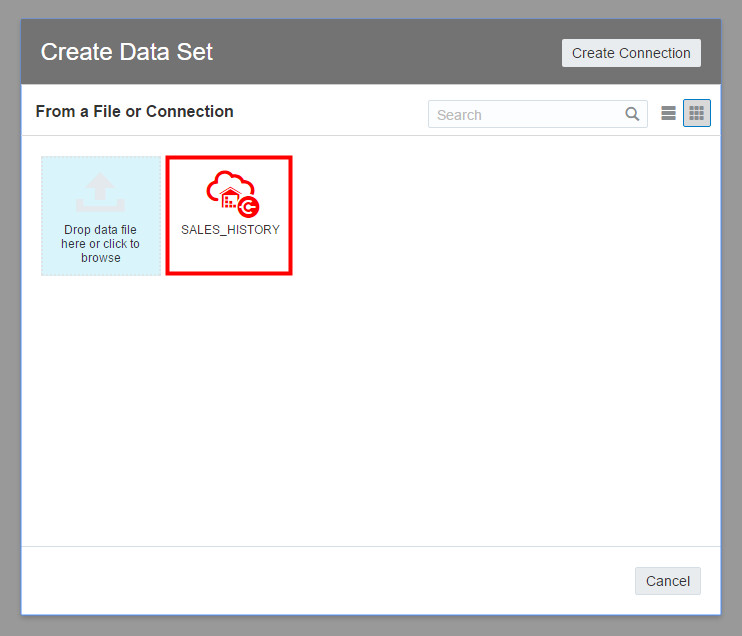 Create Data Set
Create Connection
From a File or Connection
Search
Drop data file
here or click to
browse
SALES_HISTORY
Cancel